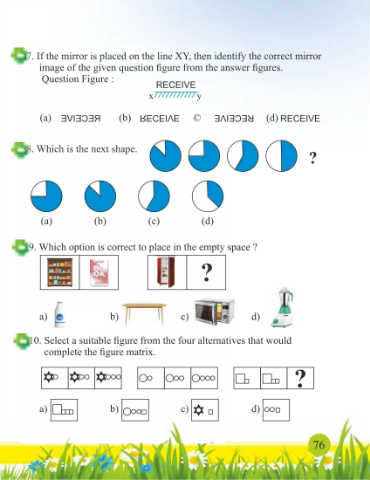 7. If the mirror is placed on the line XY, then identify the correct mirror
image of the given question figure from the answer figures.
Question Figure :
RECEIVE
x y
(a) (b) © (d) RECEIVE
8. Which is the next shape.
?
(a) (b) (c) (d)
9. Which option is correct to place in the empty space ?
?
a) b) c) d)
10. Select a suitable figure from the four alternatives that would
complete the figure matrix.
?
a) b) c) d)
76